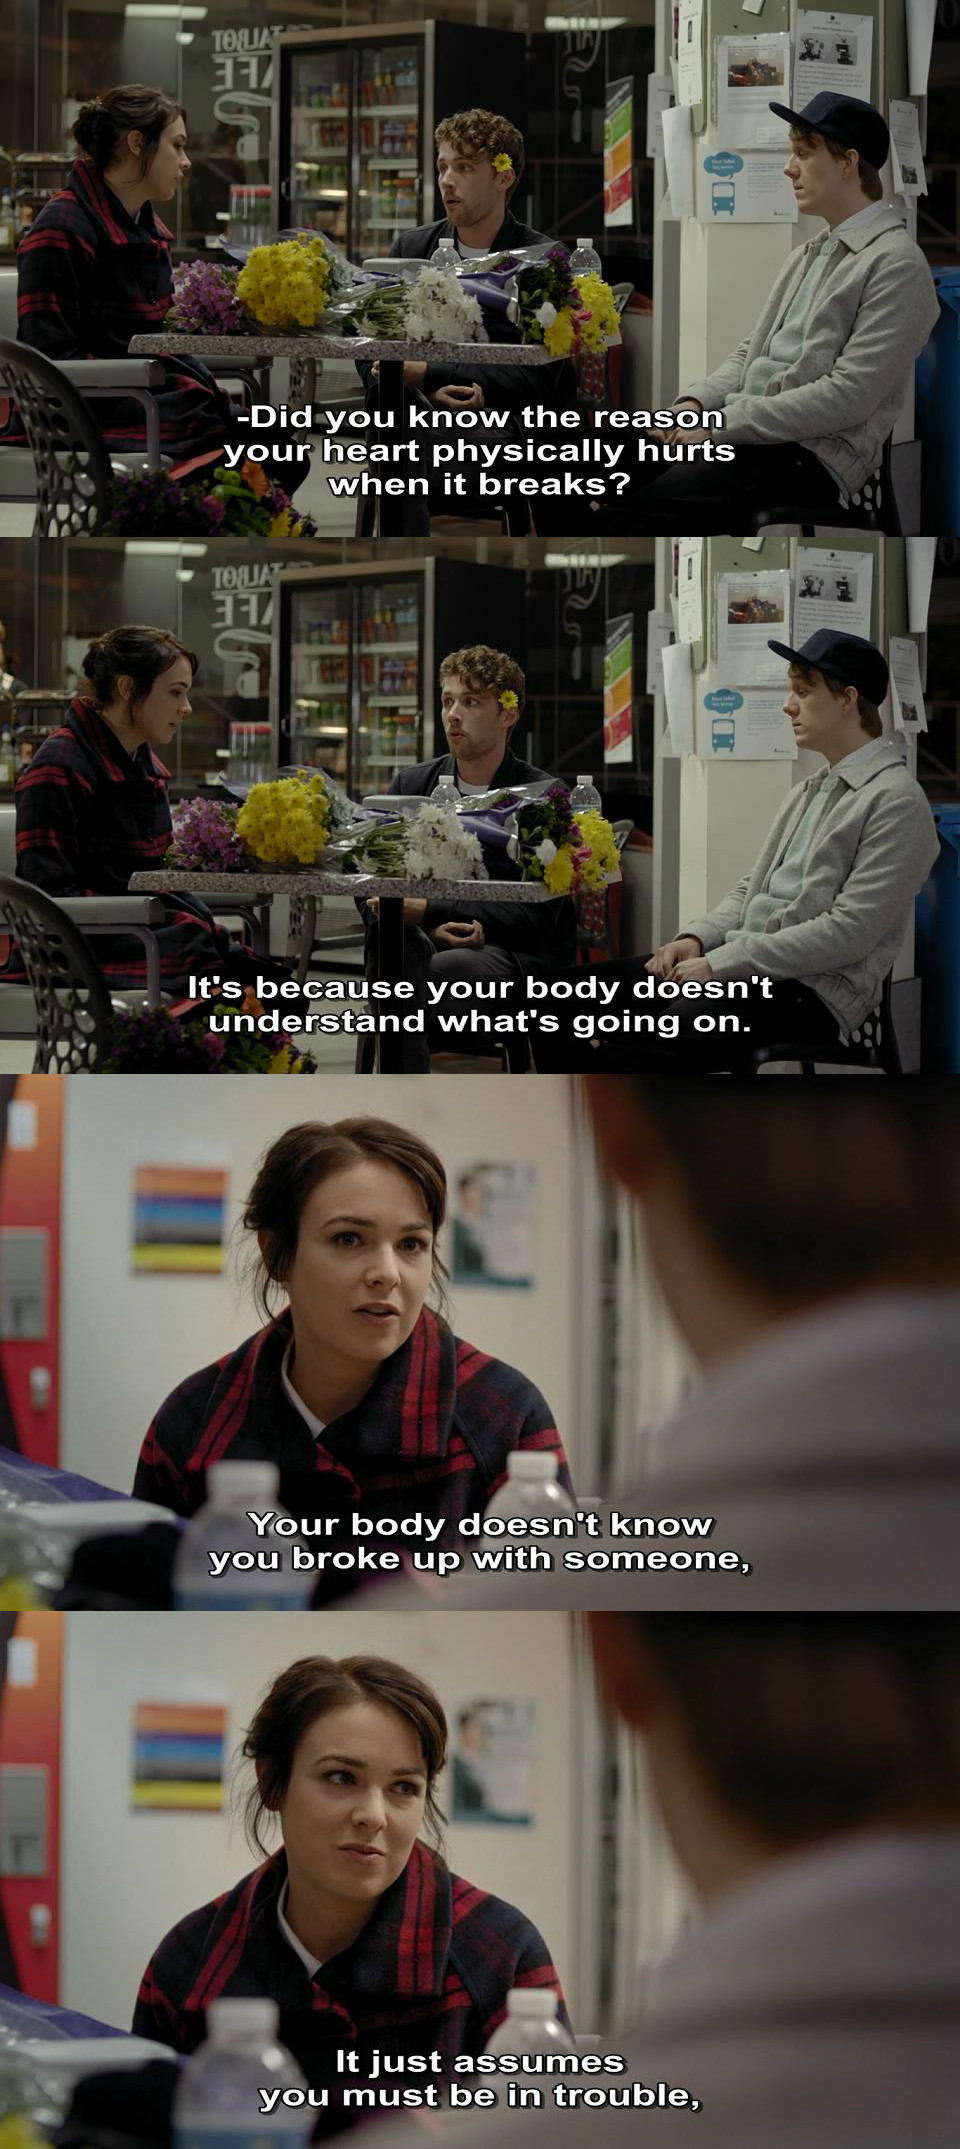 TALBOT
-Did you know the reason
your heart physically hurts
when it breaks?
TALBOT
It's because your body doesn't
understand what's going on.
Your body doesn't know
you broke up with someone,
It just assumes
you must be in trouble,